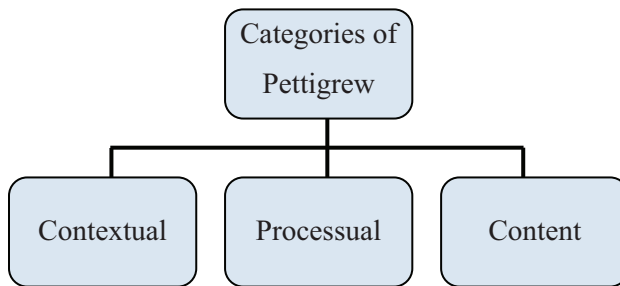 Categories of
Pettigrew
Contextual
Processual
Content